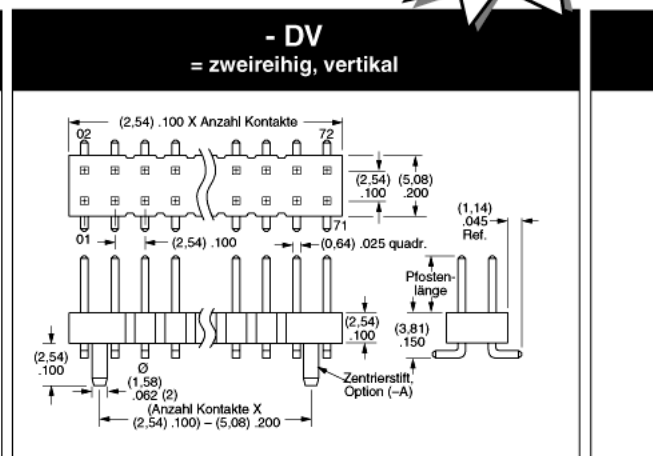 - DV
= zweireihig, vertikal
(2,54) .100 X Anzahl Kontakte
02
72
(2,54)
.100
(5,08)
.200
01
71
(2,54) .100
(0,64) .025 quadr.
(1,14)
.045
Ref.
Pfosten-
länge
(2,54)
.100
(3,81)
.150
(2,54)
.100
Ø
(1,58)
.062 (2)
Zentrierstift,
Option (–A)
(Anzahl Kontakte X
(2,54) .100) – (5,08) .200